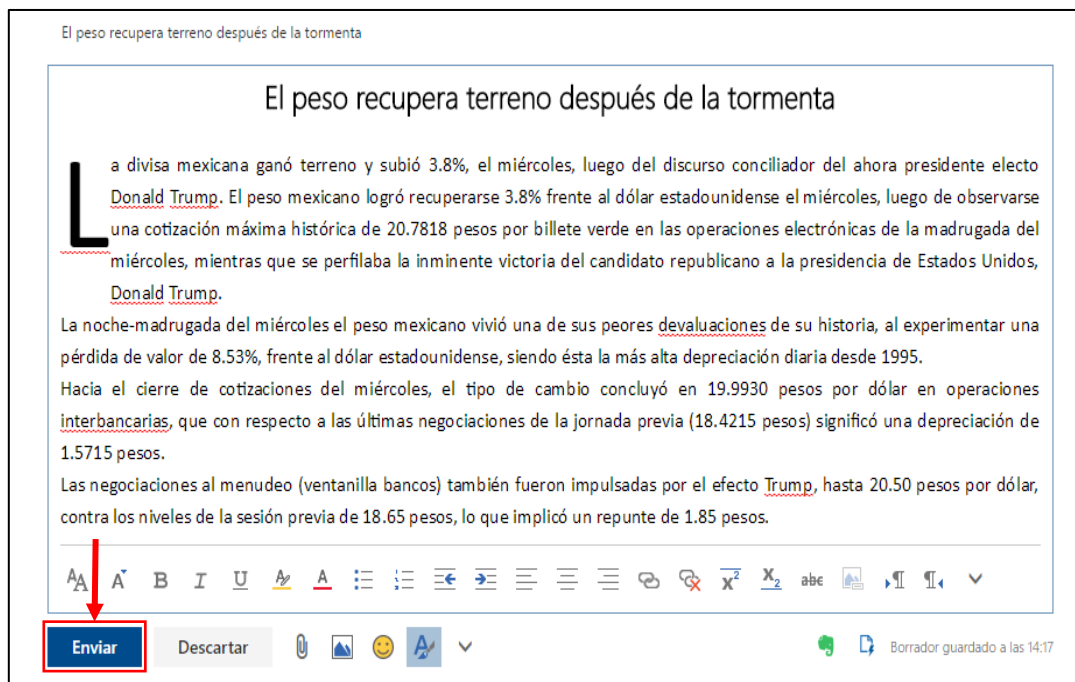 El peso recupera terreno después de la tormenta
El peso recupera terreno después de la tormenta
La divisa mexicana ganó terreno y subió 3.8%, el miércoles, luego del discurso conciliador del ahora presidente electo
Donald Trump. El peso mexicano logró recuperarse 3.8% frente al dólar estadounidense el miércoles, luego de observarse
una cotización máxima histórica de 20.7818 pesos por billete verde en las operaciones electrónicas de la madrugada del
miércoles, mientras que se perfilaba la inminente victoria del candidato republicano a la presidencia de Estados Unidos,
Donald Trump.
La noche-madrugada del miércoles el peso mexicano vivió una de sus peores devaluaciones de su historia, al experimentar una
pérdida de valor de 8.53%, frente al dólar estadounidense, siendo ésta la más alta depreciación diaria desde 1995.
Hacia el cierre de cotizaciones del miércoles, el tipo de cambio concluyó en 19.9930 pesos por dólar en operaciones
interbancarias, que con respecto a las últimas negociaciones de la jornada previa (18.4215 pesos) significó una depreciación de
1.5715 pesos.
Las negociaciones al menudeo (ventanilla bancos) también fueron impulsadas por el efecto Trump, hasta 20.50 pesos por dólar,
contra los niveles de la sesión previa de 18.65 pesos, lo que implicó un repunte de 1.85 pesos.
AA A B I U A A x² X₂ abc ¶ ¶
Enviar Descartar A Borrador guardado a las 14:17